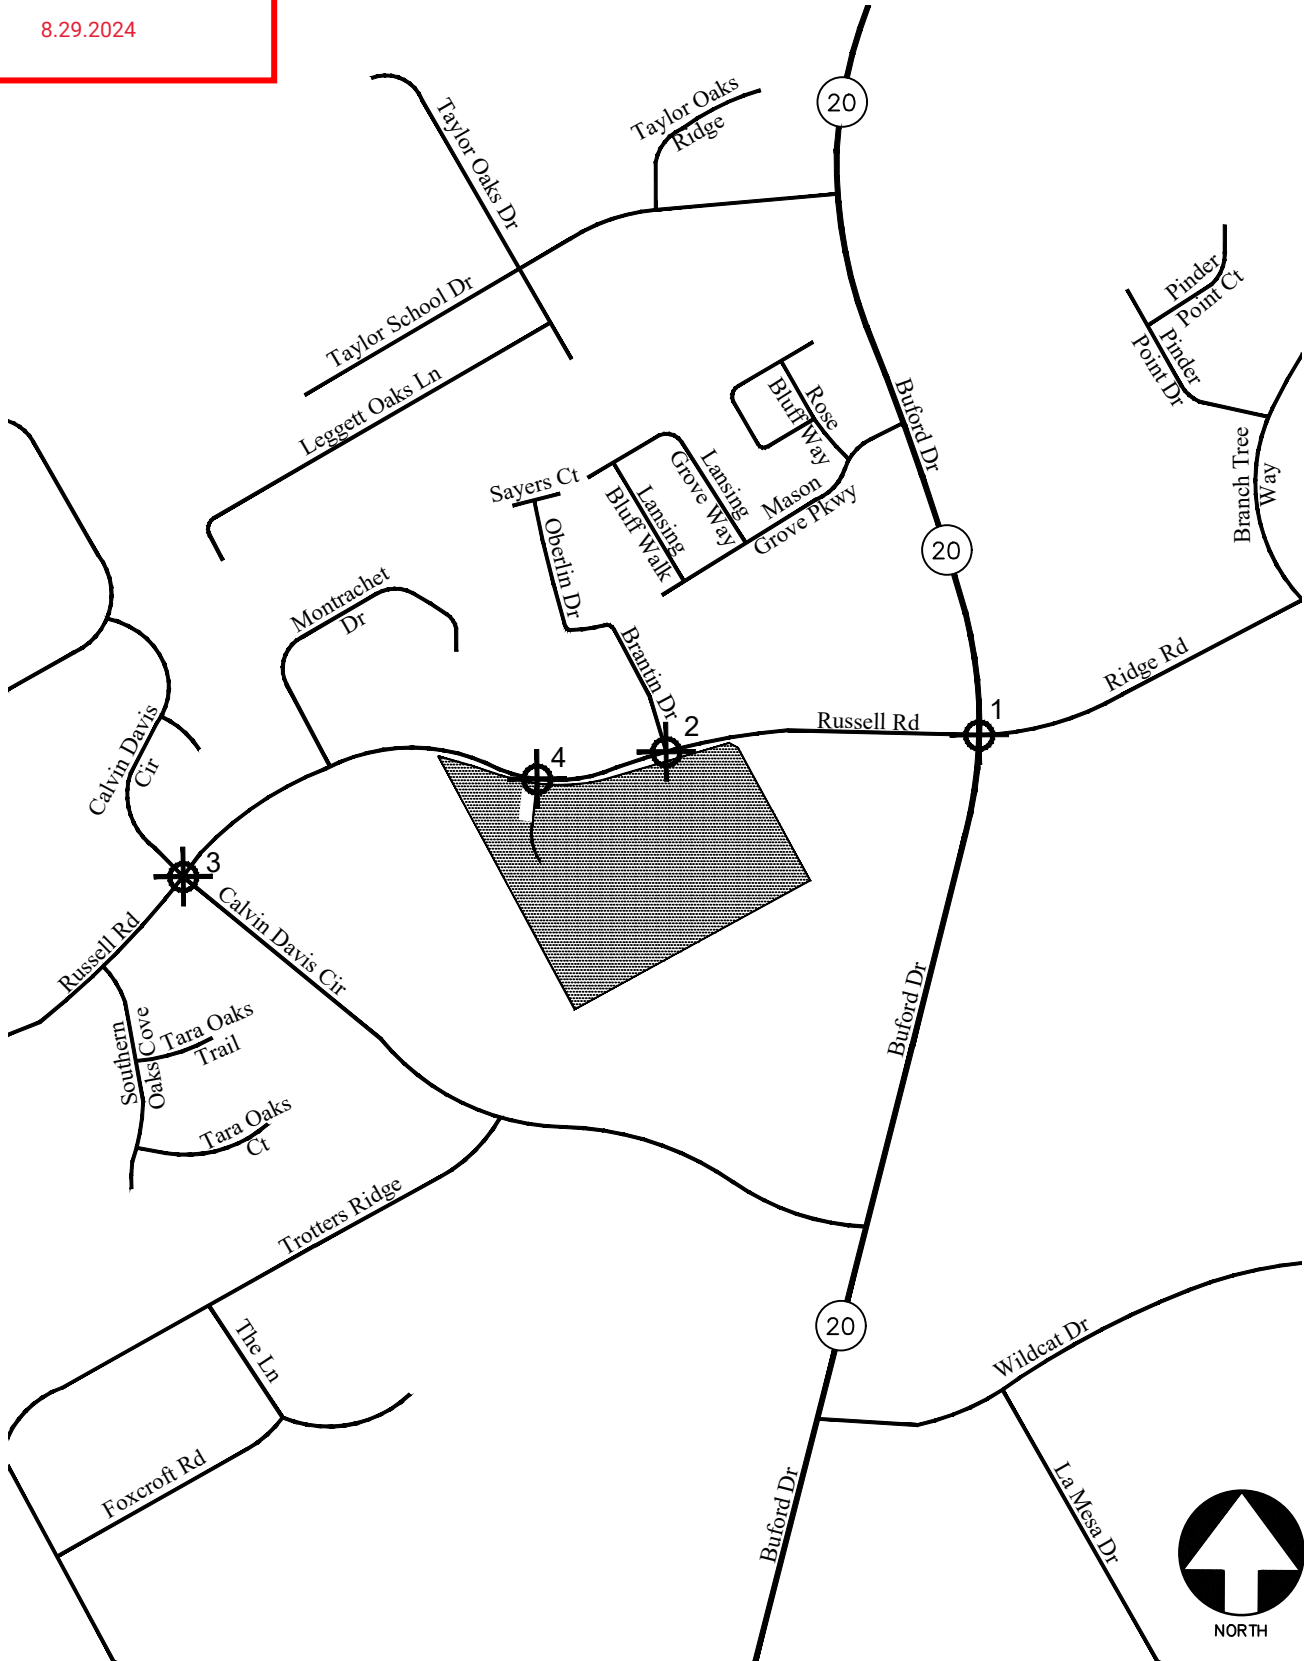 8.29.2024
20
Taylor Oaks
Ridge
Taylor Oaks Dr
Taylor School Dr
Leggett Oaks Ln
Pinder
Point Ct
Pinder
Point Dr
Branch Tree
Way
Buford Dr
Rose
Bluff Way
Lansing
Grove Way
Lansing
Bluff Walk
Mason
Grove Pkwy
Sayers Ct
Oberlin Dr
20
Montrachet
Dr
Brantin Dr
Ridge Rd
Russell Rd
1
2
4
3
Calvin Davis
Cir
Calvin Davis Cir
Russell Rd
Southern
Oaks Cove
Tara Oaks
Trail
Tara Oaks
Ct
Buford Dr
Trotters Ridge
The Ln
20
Wildcat Dr
Foxcroft Rd
Buford Dr
La Mesa Dr
NORTH